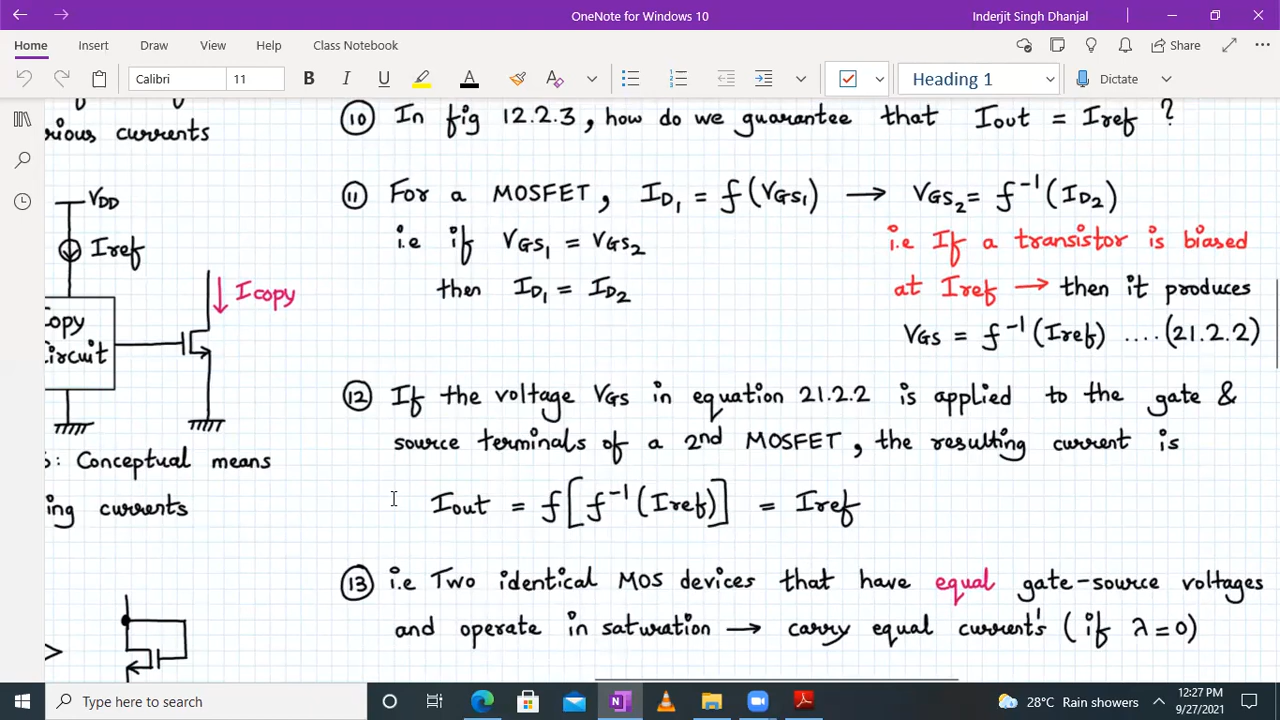 OneNote for Windows 10
Inderjit Singh Dhanjal
Home Insert Draw View Help Class Notebook
Share
Calibri 11 B I U A Heading 1 Dictate
rious currents
VDD
Iref
Icopy
Copy
Circuit
: Conceptual means
ing currents
10 In fig 12.2.3, how do we guarantee that Iout = Iref ?
11 For a MOSFET, ID1 = f(VGS1) → VGS2 = f⁻¹(ID2)
i.e if VGS1 = VGS2
then ID1 = ID2
i.e If a transistor is biased
at Iref → then it produces
VGS = f⁻¹(Iref) ....(21.2.2)
12 If the voltage VGS in equation 21.2.2 is applied to the gate &
source terminals of a 2nd MOSFET, the resulting current is
Iout = f[f⁻¹(Iref)] = Iref
13 i.e Two identical MOS devices that have equal gate-source voltages
and operate in saturation → carry equal current's (if λ=0)
Type here to search
28°C Rain showers
12:27 PM
9/27/2021